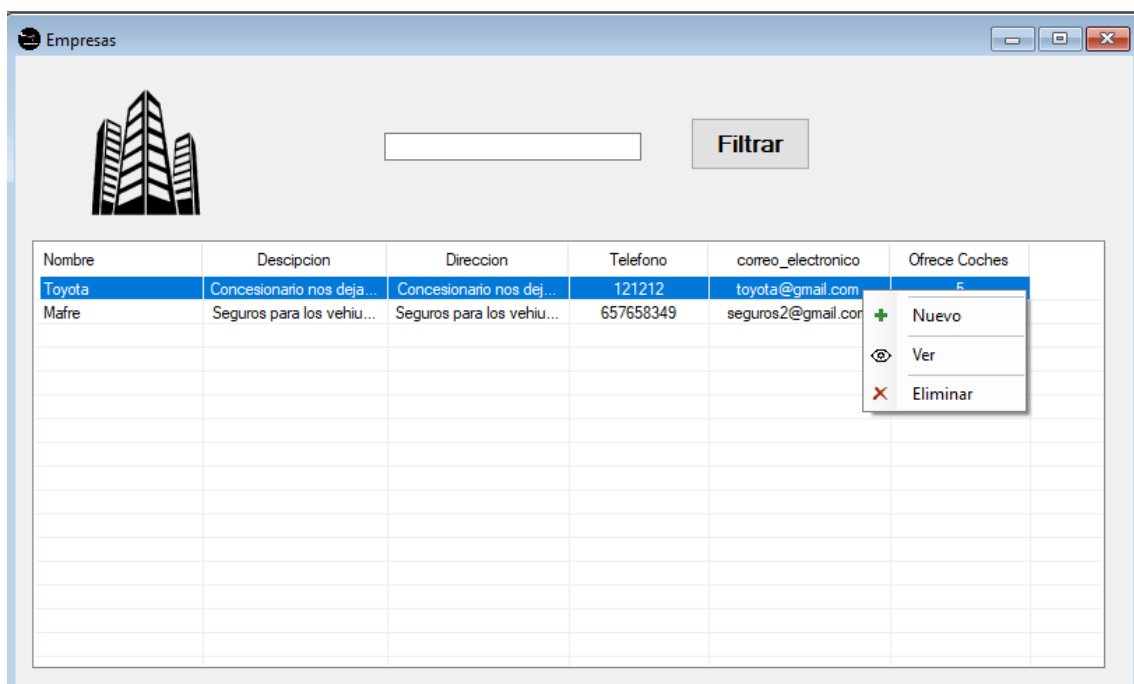 Empresas
Filtrar
Nombre Descipcion Direccion Telefono correo_electronico Ofrece Coches
Toyota Concesionario nos deja... Concesionario nos dej... 121212 toyota@gmail.com 5
Mafre Seguros para los vehiu... Seguros para los vehiu... 657658349 seguros2@gmail.com
Nuevo
Ver
Eliminar